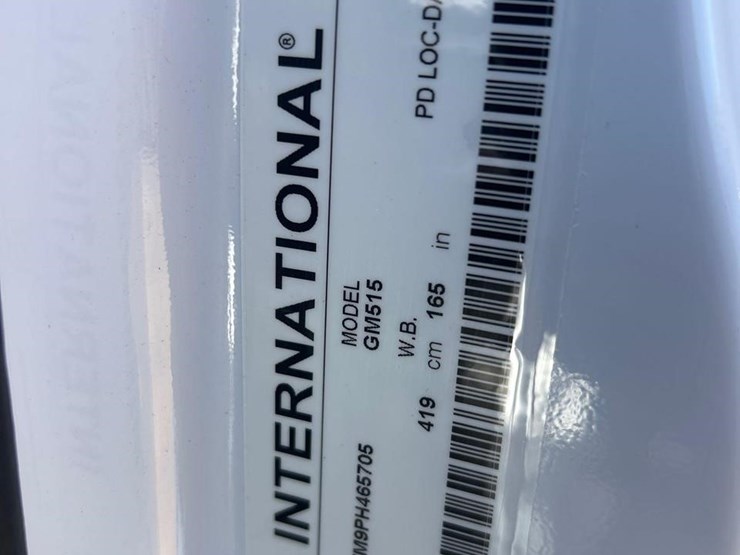 INTERNATIONAL®
MODEL
M9PH465705 GM515
W.B.
419 cm 165 in
PD LOC-D